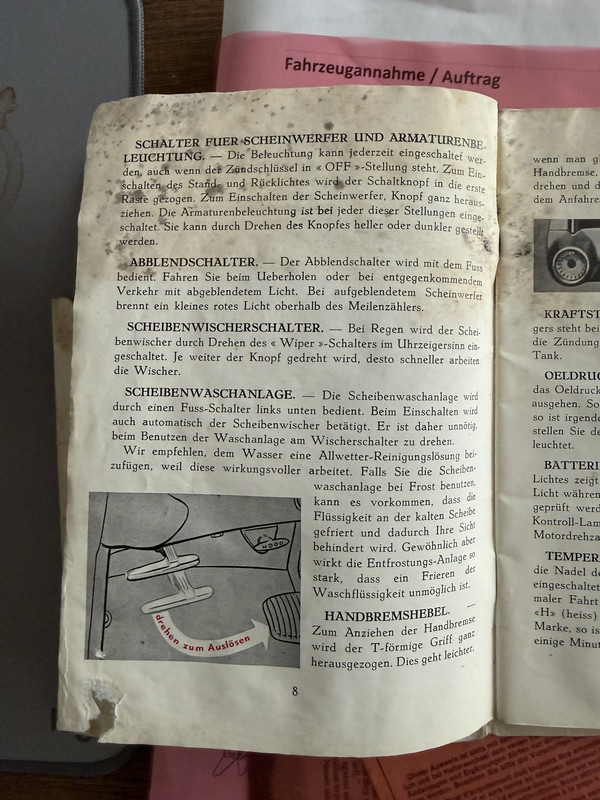 Fahrzeugannahme / Auftrag
SCHALTER FUER SCHEINWERFER UND ARMATURENBE-
LEUCHTUNG. — Die Beleuchtung kann jederzeit eingeschaltet wer-
den, auch wenn der Zündschlüssel in « OFF »-Stellung steht. Zum Ein-
schalten des Stand- und Rücklichtes wird der Schaltknopf in die erste
Raste gezogen. Zum Einschalten der Scheinwerfer, Knopf ganz heraus-
ziehen. Die Armaturenbeleuchtung ist bei jeder dieser Stellungen einge-
schaltet. Sie kann durch Drehen des Knopfes heller oder dunkler gestellt
werden.
ABBLENDSCHALTER. — Der Abblendschalter wird mit dem Fuss
bedient. Fahren Sie beim Ueberholen oder bei entgegenkommendem
Verkehr mit abgeblendetem Licht. Bei aufgeblendetem Scheinwerfer
brennt ein kleines rotes Licht oberhalb des Meilenzählers.
SCHEIBENWISCHERSCHALTER. — Bei Regen wird der Schei-
benwischer durch Drehen des « Wiper »-Schalters im Uhrzeigersinn ein-
geschaltet. Je weiter der Knopf gedreht wird, desto schneller arbeiten
die Wischer.
SCHEIBENWASCHANLAGE. — Die Scheibenwaschanlage wird
durch einen Fuss-Schalter links unten bedient. Beim Einschalten wird
auch automatisch der Scheibenwischer betätigt. Er ist daher unnötig,
beim Benutzen der Waschanlage am Wischerschalter zu drehen.
Wir empfehlen, dem Wasser eine Allwetter-Reinigungslösung bei-
zufügen, weil diese wirkungsvoller arbeitet. Falls Sie die Scheiben-
waschanlage bei Frost benutzen,
kann es vorkommen, dass die
Flüssigkeit an der kalten Scheibe
gefriert und dadurch Ihre Sicht
behindert wird. Gewöhnlich aber
wirkt die Entfrostungs-Anlage so
stark, dass ein Frieren der
Waschflüssigkeit unmöglich ist.
HOOD
drehen zum Auslösen
HANDBREMSHEBEL. —
Zum Anziehen der Handbremse
wird der T-förmige Griff ganz
herausgezogen. Dies geht leichter,
8
wenn man g
Handbremse.
drehen und d
dem Anfahre
KRAFTST
gers steht bei
die Zündung
Tank.
OELDRUC
das Oeldruck
ausgehen. So
so ist irgende
stellen Sie de
leuchtet.
BATTERI
Lichtes zeigt
Licht währen
geprüft werd
Kontroll-Lam
Motordrehza
TEMPER
die Nadel de
eingeschaltet
maler Fahrt
«H» (heiss)
Marke, so is
einige Minut